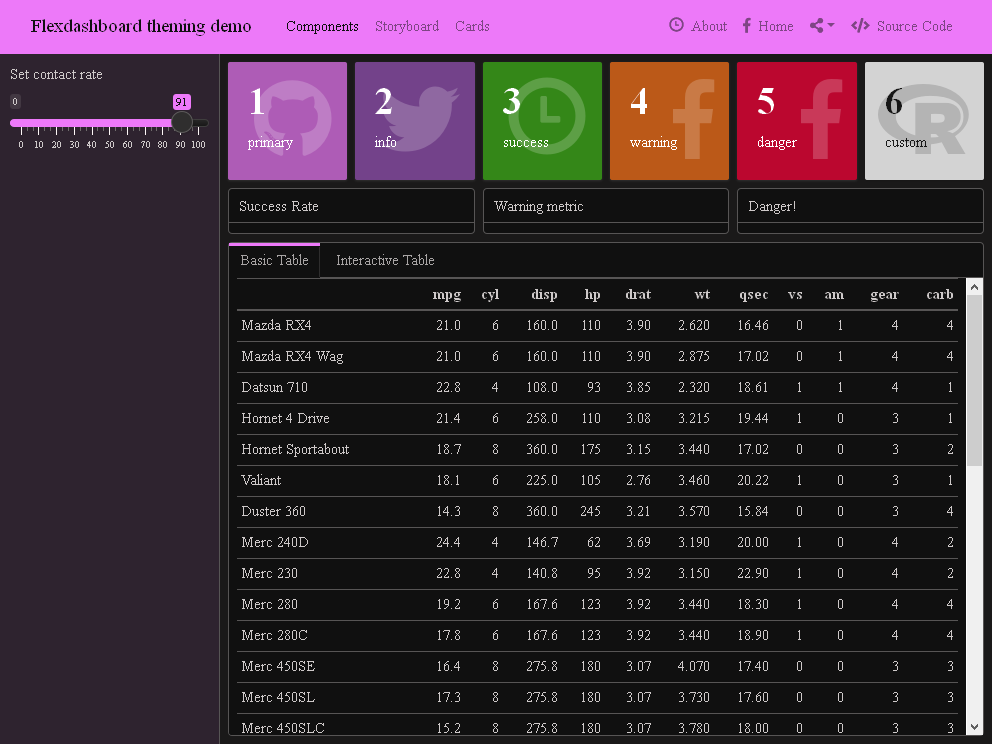 Flexdashboard theming demo Components Storyboard Cards About Home Source Code
Set contact rate
0 91
0 10 20 30 40 50 60 70 80 90 100
1 2 3 4 5 6
primary info success warning danger custom
Success Rate Warning metric Danger!
Basic Table Interactive Table
mpg cyl disp hp drat wt qsec vs am gear carb
Mazda RX4 21.0 6 160.0 110 3.90 2.620 16.46 0 1 4 4
Mazda RX4 Wag 21.0 6 160.0 110 3.90 2.875 17.02 0 1 4 4
Datsun 710 22.8 4 108.0 93 3.85 2.320 18.61 1 1 4 1
Hornet 4 Drive 21.4 6 258.0 110 3.08 3.215 19.44 1 0 3 1
Hornet Sportabout 18.7 8 360.0 175 3.15 3.440 17.02 0 0 3 2
Valiant 18.1 6 225.0 105 2.76 3.460 20.22 1 0 3 1
Duster 360 14.3 8 360.0 245 3.21 3.570 15.84 0 0 3 4
Merc 240D 24.4 4 146.7 62 3.69 3.190 20.00 1 0 4 2
Merc 230 22.8 4 140.8 95 3.92 3.150 22.90 1 0 4 2
Merc 280 19.2 6 167.6 123 3.92 3.440 18.30 1 0 4 4
Merc 280C 17.8 6 167.6 123 3.92 3.440 18.90 1 0 4 4
Merc 450SE 16.4 8 275.8 180 3.07 4.070 17.40 0 0 3 3
Merc 450SL 17.3 8 275.8 180 3.07 3.730 17.60 0 0 3 3
Merc 450SLC 15.2 8 275.8 180 3.07 3.780 18.00 0 0 3 3